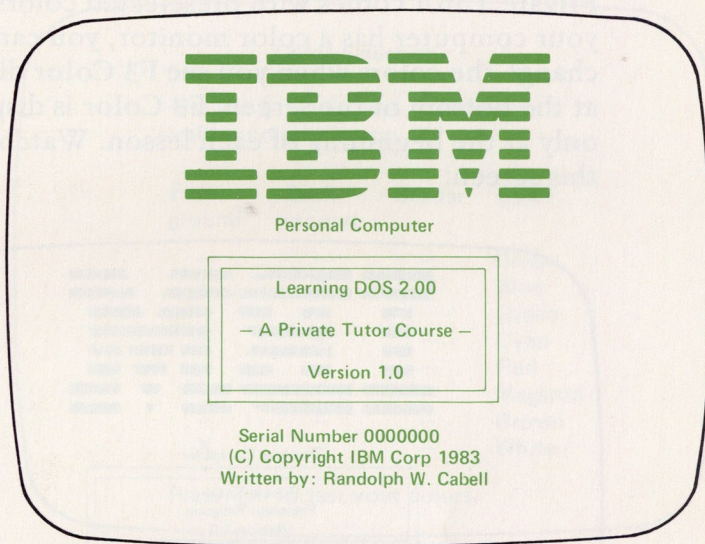 IBM
Personal Computer
Learning DOS 2.00
– A Private Tutor Course –
Version 1.0
Serial Number 0000000
(C) Copyright IBM Corp 1983
Written by: Randolph W. Cabell